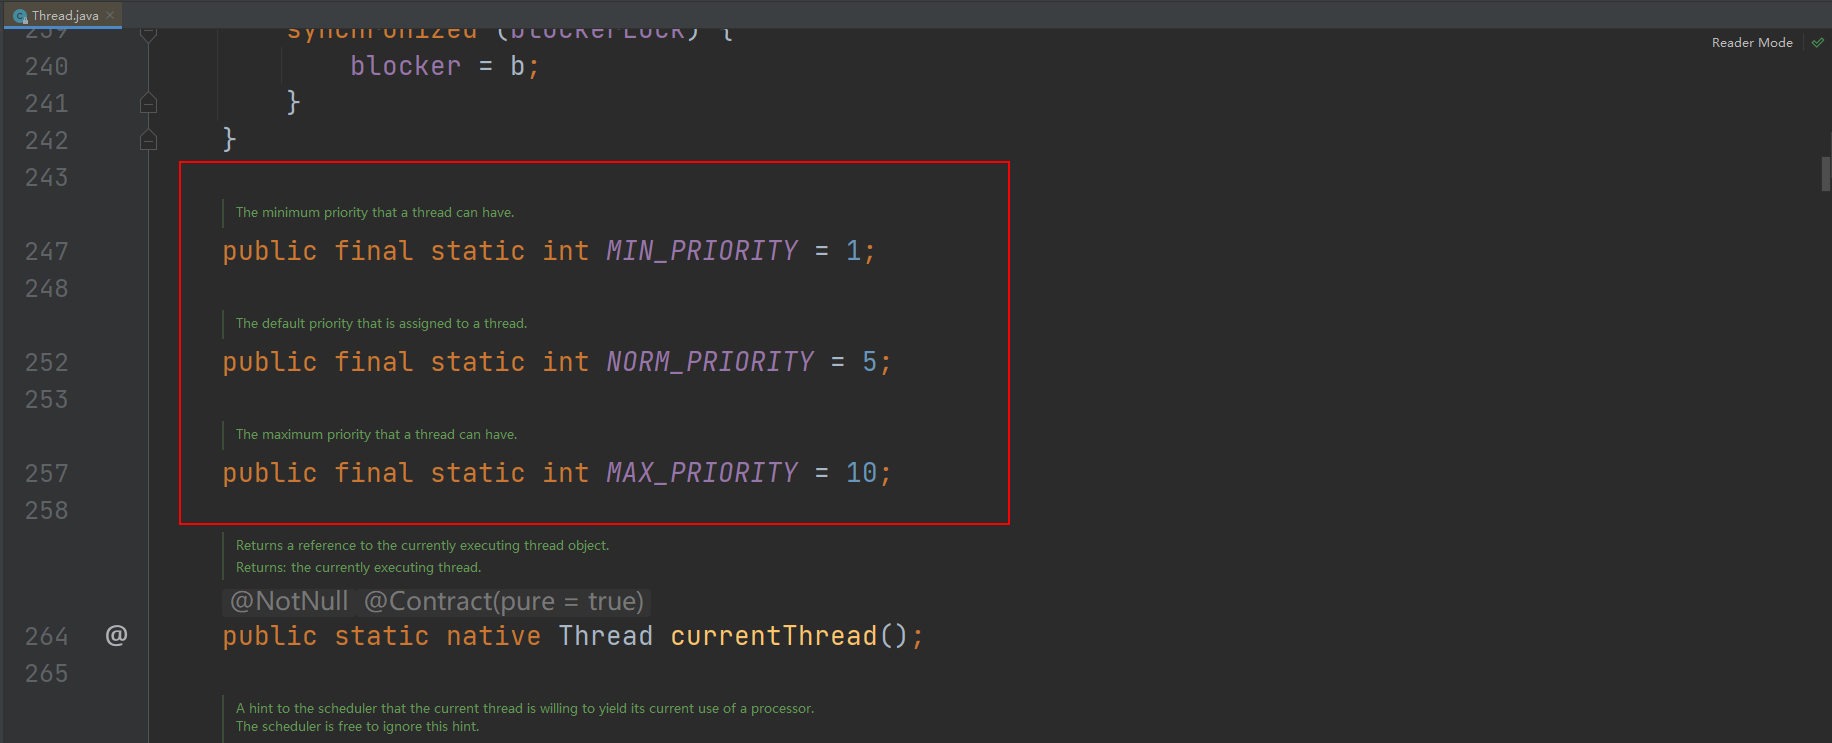 Thread.java
Reader Mode
239 synchronized (blockerLock) {
240 blocker = b;
241 }
242 }
243
The minimum priority that a thread can have.
247 public final static int MIN_PRIORITY = 1;
248
The default priority that is assigned to a thread.
252 public final static int NORM_PRIORITY = 5;
253
The maximum priority that a thread can have.
257 public final static int MAX_PRIORITY = 10;
258
Returns a reference to the currently executing thread object.
Returns: the currently executing thread.
@NotNull @Contract(pure = true)
264 @ public static native Thread currentThread();
265
A hint to the scheduler that the current thread is willing to yield its current use of a processor.
The scheduler is free to ignore this hint.